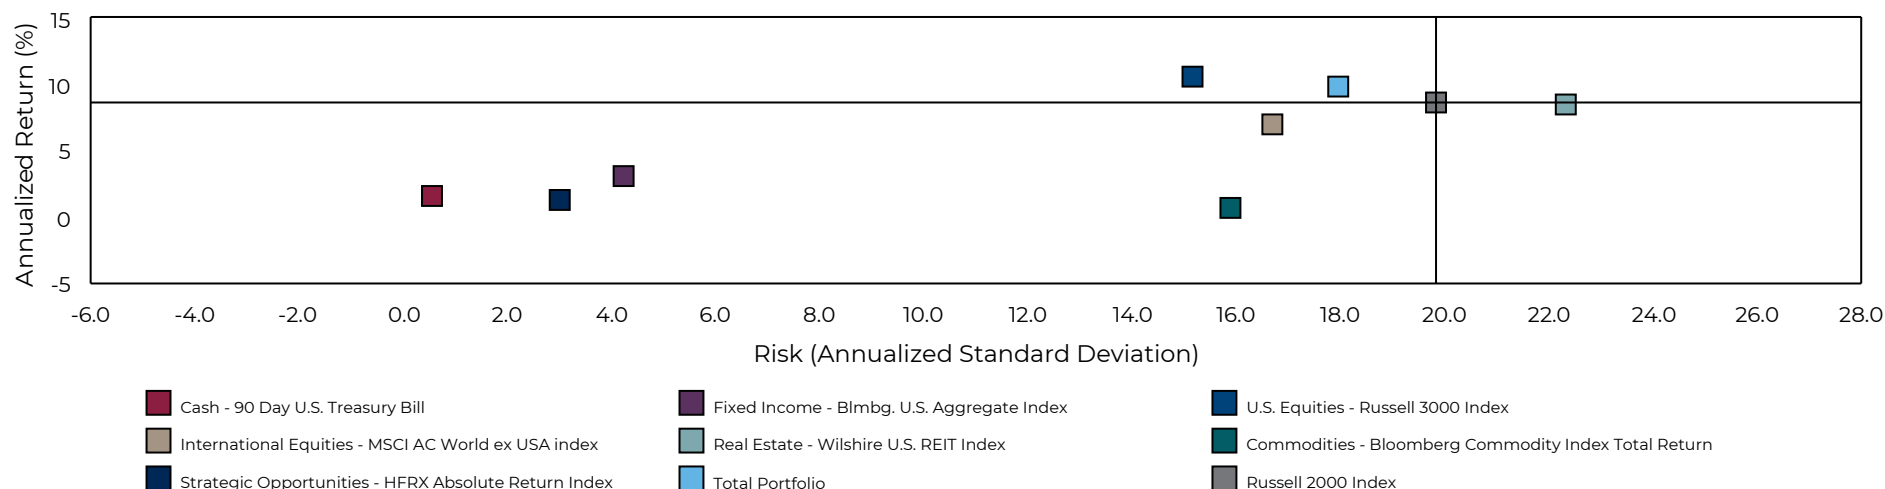 15
10
5
0
-5
Annualized Return (%)
-6.0 -4.0 -2.0 0.0 2.0 4.0 6.0 8.0 10.0 12.0 14.0 16.0 18.0 20.0 22.0 24.0 26.0 28.0
Risk (Annualized Standard Deviation)
Cash - 90 Day U.S. Treasury Bill
Fixed Income - Blmbg. U.S. Aggregate Index
U.S. Equities - Russell 3000 Index
International Equities - MSCI AC World ex USA index
Real Estate - Wilshire U.S. REIT Index
Commodities - Bloomberg Commodity Index Total Return
Strategic Opportunities - HFRX Absolute Return Index
Total Portfolio
Russell 2000 Index